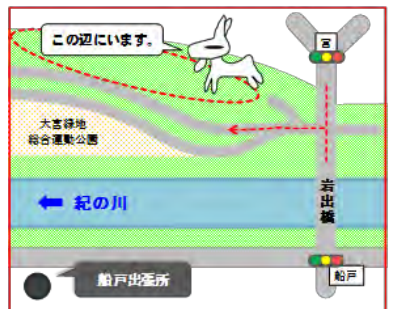 この辺にいます。
宮
大宮緑地
総合運動公園
紀の川
岩出橋
船戸
船戸出張所